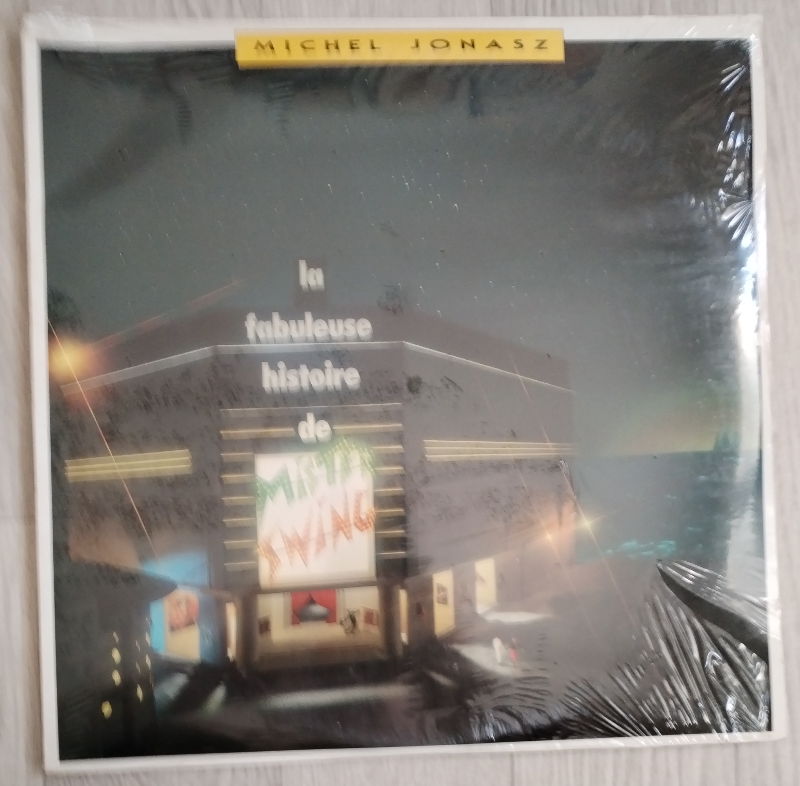 MICHEL JONASZ
la
fabuleuse
histoire
de
MISTER
SWING